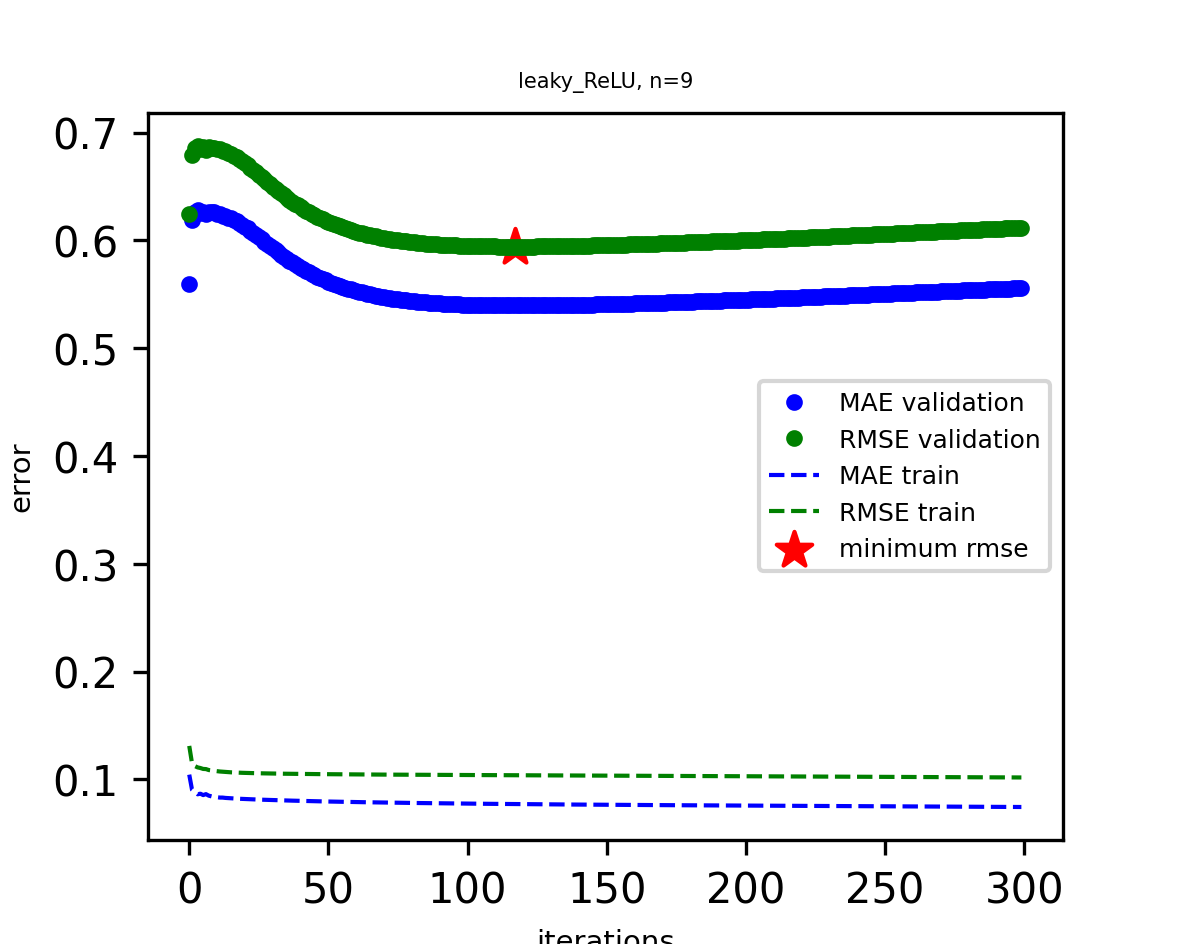 leaky_ReLU, n=9
0.7
0.6
0.5
0.4
0.3
0.2
0.1
error
MAE validation
RMSE validation
MAE train
RMSE train
minimum rmse
0 50 100 150 200 250 300
iterations